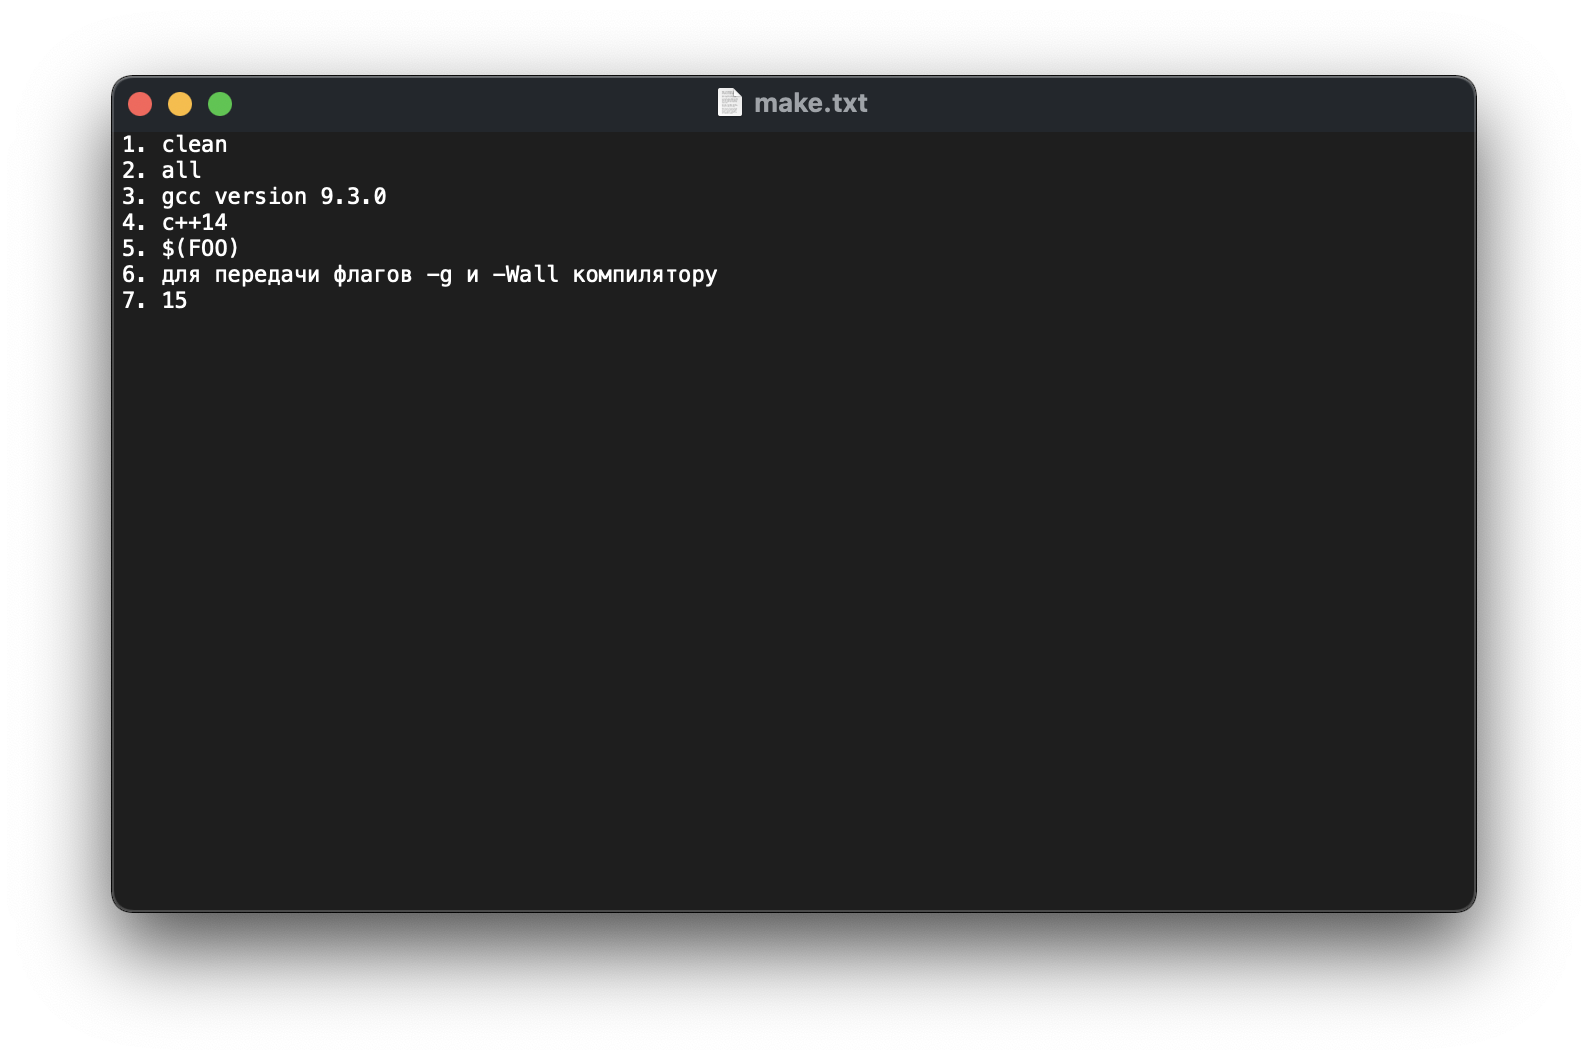 make.txt
1. clean
2. all
3. gcc version 9.3.0
4. c++14
5. $(FOO)
6. для передачи флагов -g и -Wall компилятору
7. 15